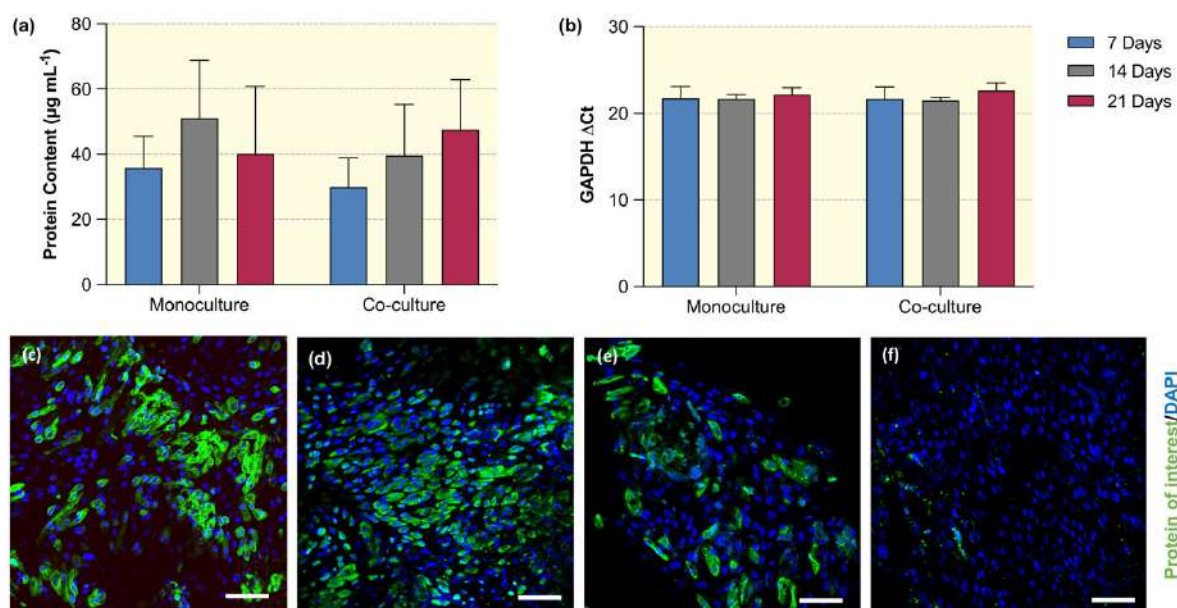 (a)
Protein Content (µg mL⁻¹)
80
60
40
20
0
Monoculture
Co-culture
(b)
GAPDH ΔCt
30
20
10
0
Monoculture
Co-culture
7 Days
14 Days
21 Days
(c)
(d)
(e)
(f)
Protein of interest/DAPI